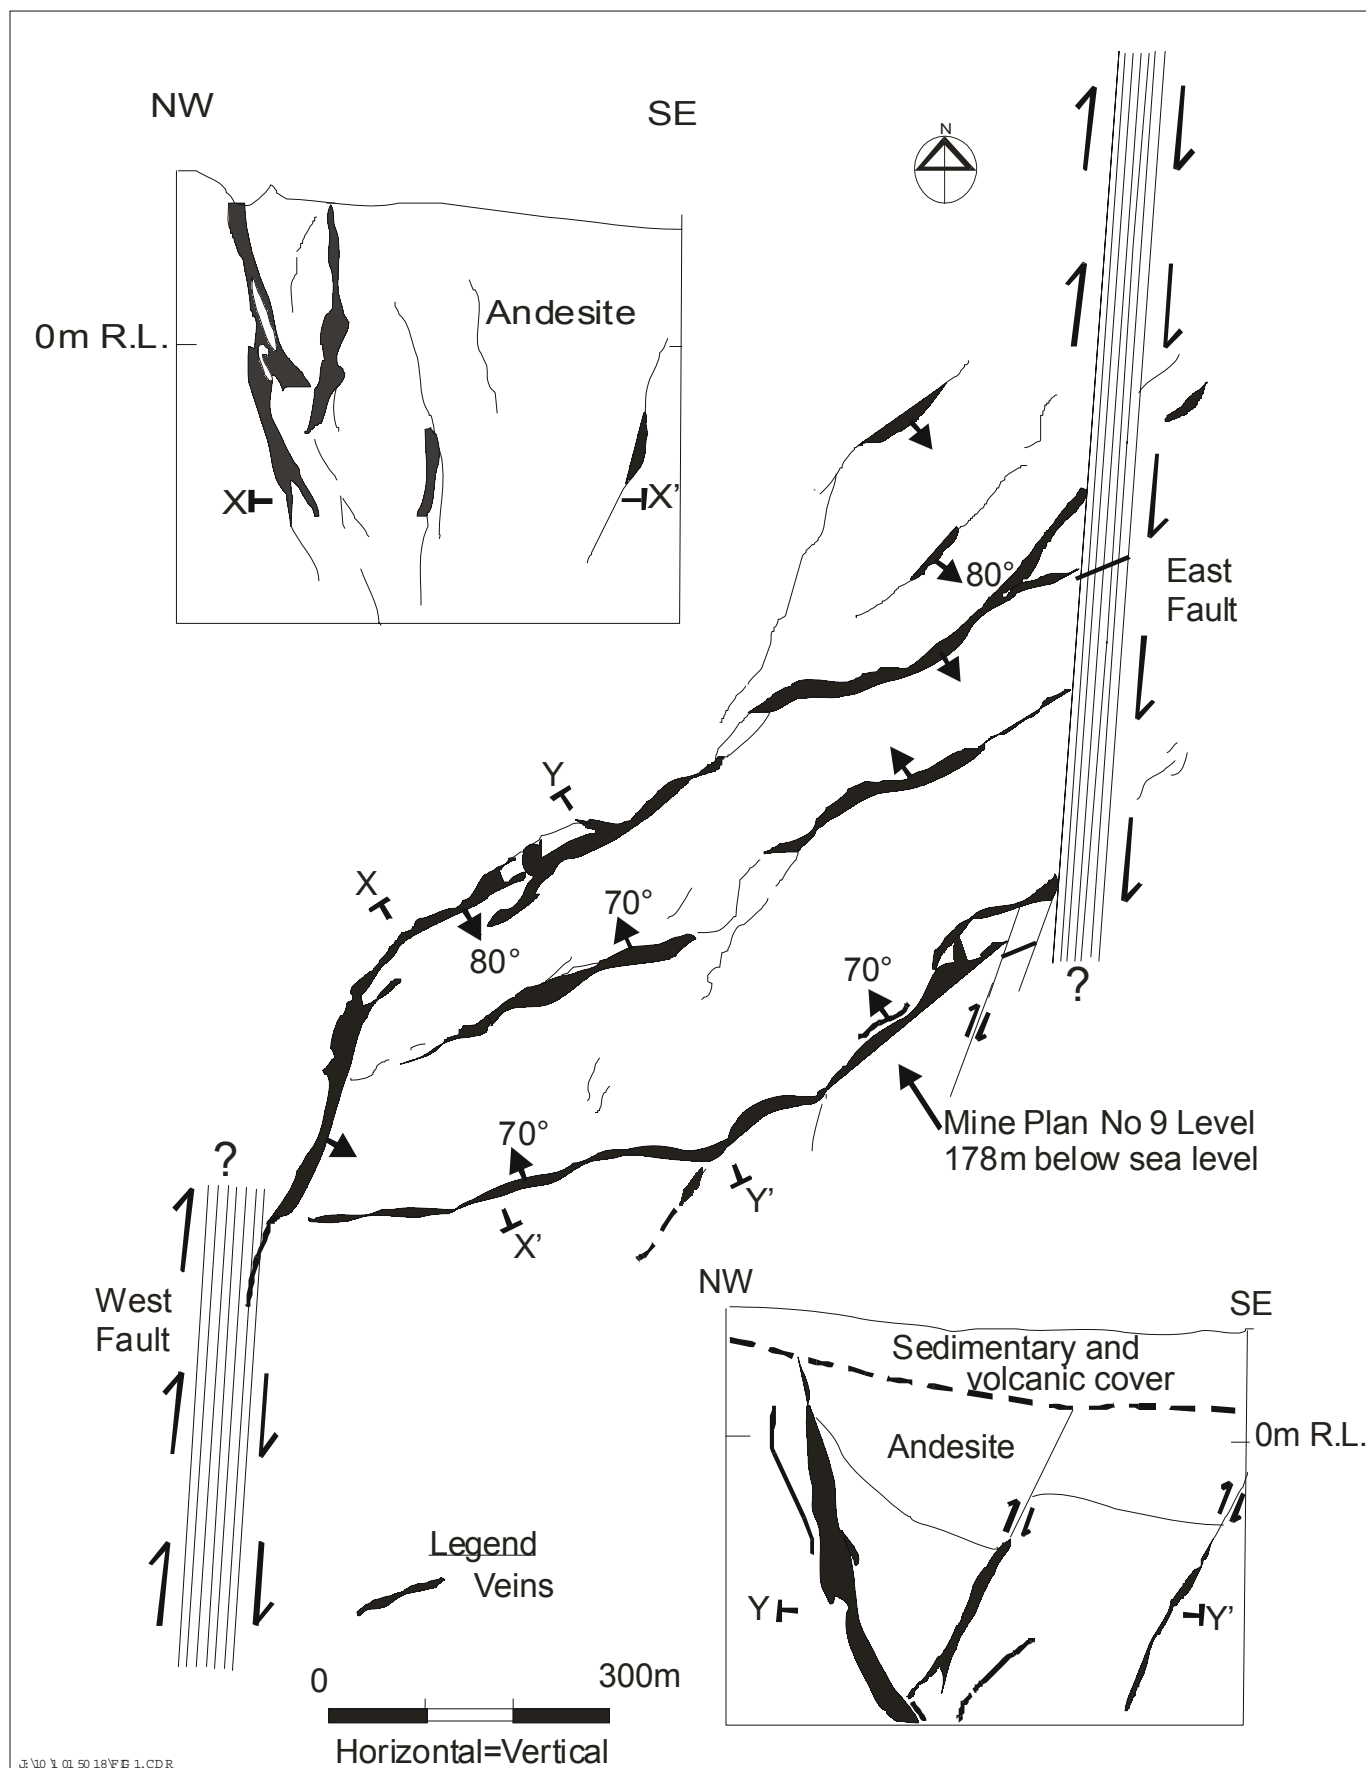 NW
SE
N
0m R.L.
Andesite
X
X’
80°
East
Fault
Y
X
70°
80°
70°
?
Mine Plan No 9 Level
178m below sea level
70°
?
Y’
X’
West
Fault
NW
SE
Sedimentary and
volcanic cover
Andesite
0m R.L.
Legend
Veins
Y
Y’
0
300m
Horizontal=Vertical